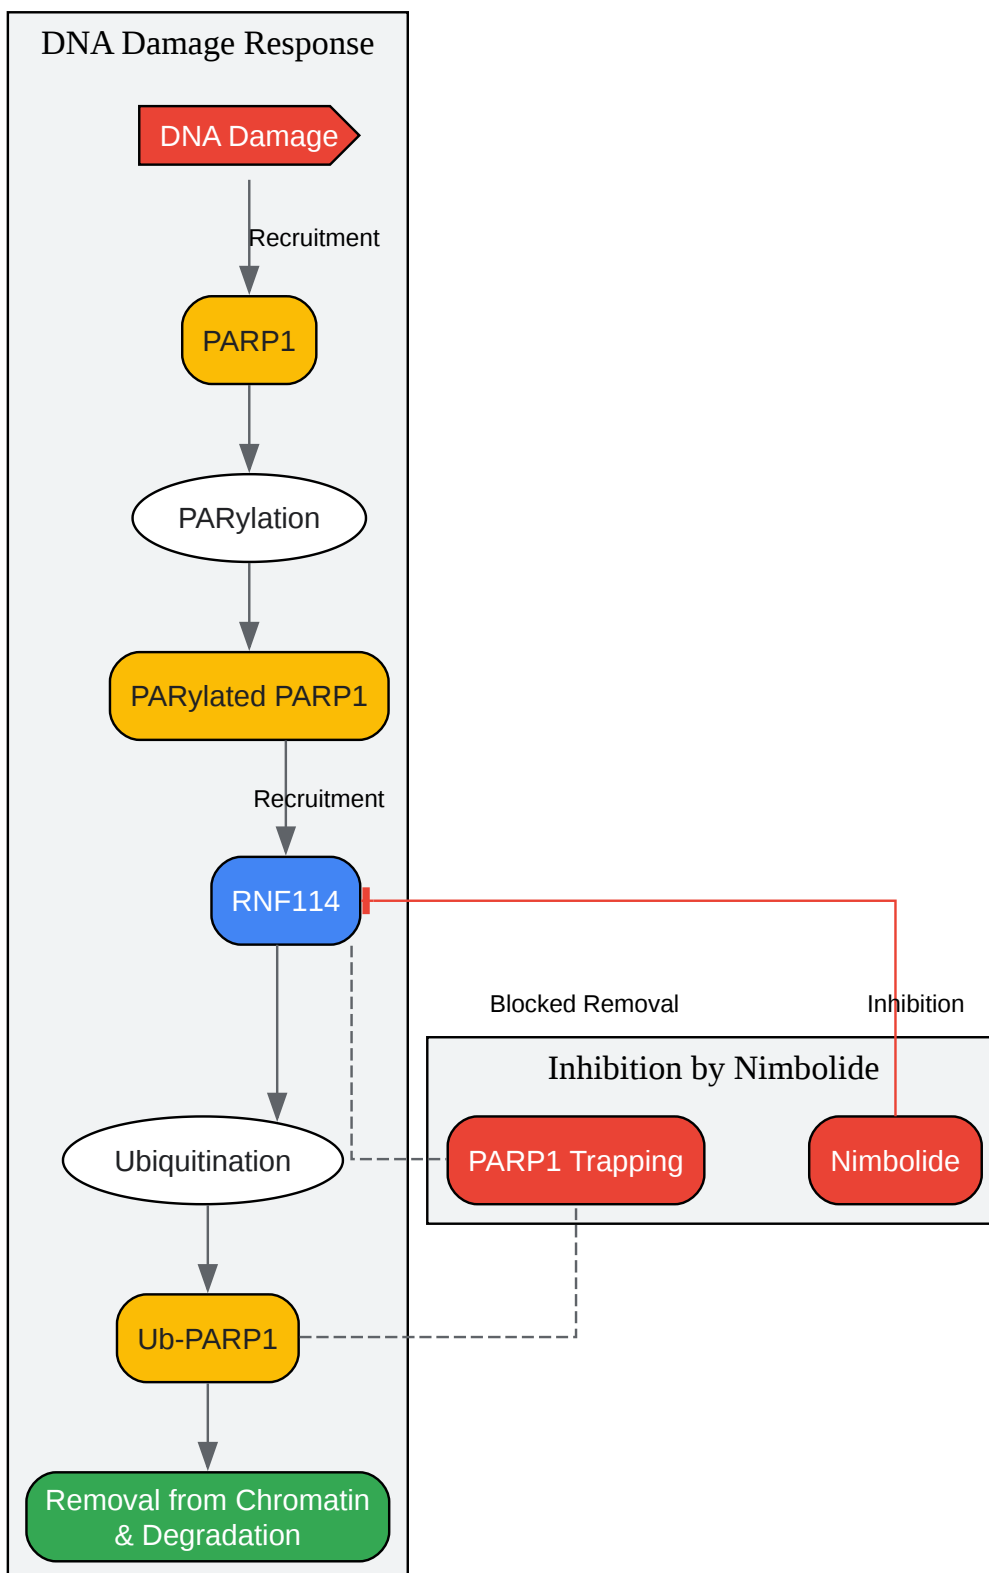 DNA Damage Response
DNA Damage
Recruitment
PARP1
PARylation
PARylated PARP1
Recruitment
RNF114
Blocked Removal
Inhibition
Inhibition by Nimbolide
PARP1 Trapping
Nimbolide
Ubiquitination
Ub-PARP1
Removal from Chromatin
& Degradation